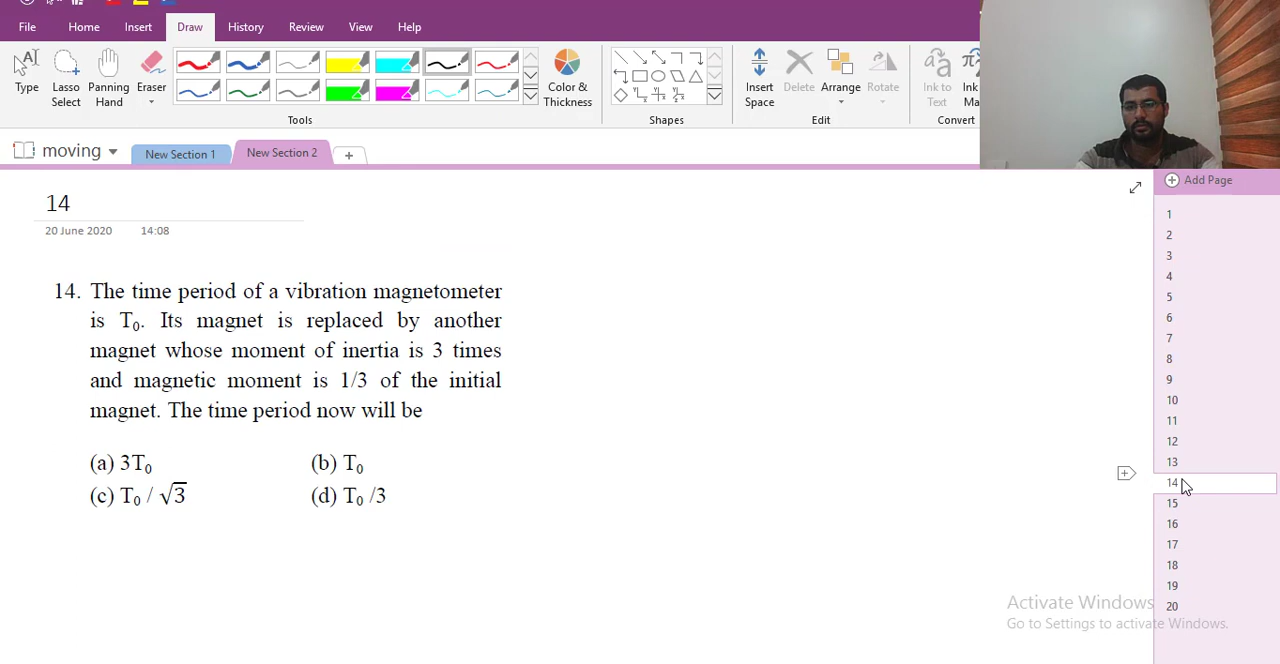 File Home Insert Draw History Review View Help
Type Lasso Select Panning Hand Eraser Color & Thickness Insert Space Delete Arrange Rotate Ink to Text Ink Ma
Tools Shapes Edit Convert
moving New Section 1 New Section 2
Add Page
14
20 June 2020 14:08
14. The time period of a vibration magnetometer
is T₀. Its magnet is replaced by another
magnet whose moment of inertia is 3 times
and magnetic moment is 1/3 of the initial
magnet. The time period now will be
(a) 3T₀ (b) T₀
(c) T₀ / √3 (d) T₀ /3
1
2
3
4
5
6
7
8
9
10
11
12
13
14
15
16
17
18
19
20
Activate Windows
Go to Settings to activate Windows.